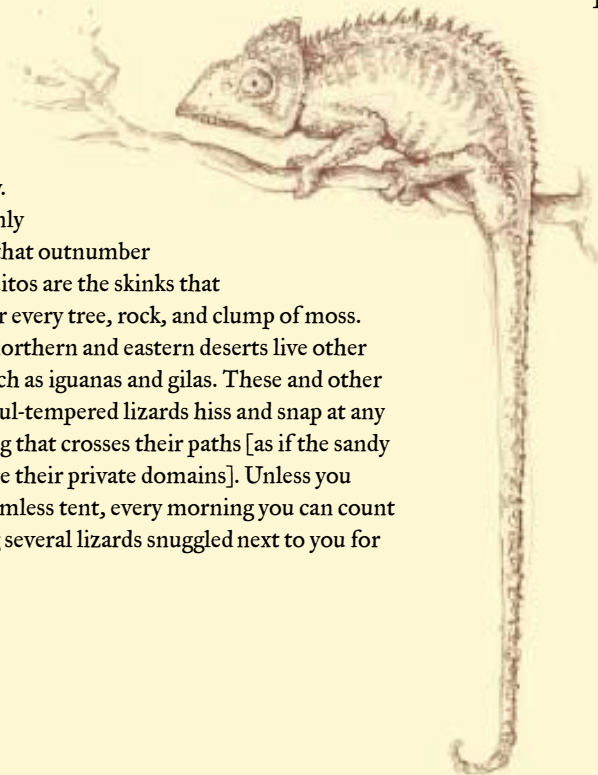 that outnumber
itos are the skinks that
r every tree, rock, and clump of moss.
orthern and eastern deserts live other
ch as iguanas and gilas. These and other
ul-tempered lizards hiss and snap at any
g that crosses their paths [as if the sandy
e their private domains]. Unless you
mless tent, every morning you can count
several lizards snuggled next to you for